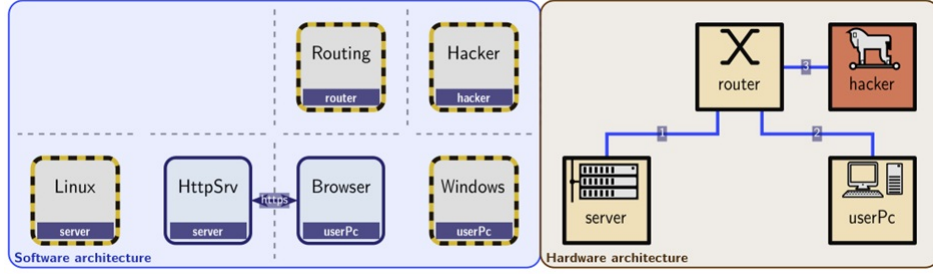 Routing
router
Hacker
hacker
Linux
server
HttpSrv
server
https
Browser
userPc
Windows
userPc
Software architecture
router
3
hacker
1
2
server
userPc
Hardware architecture